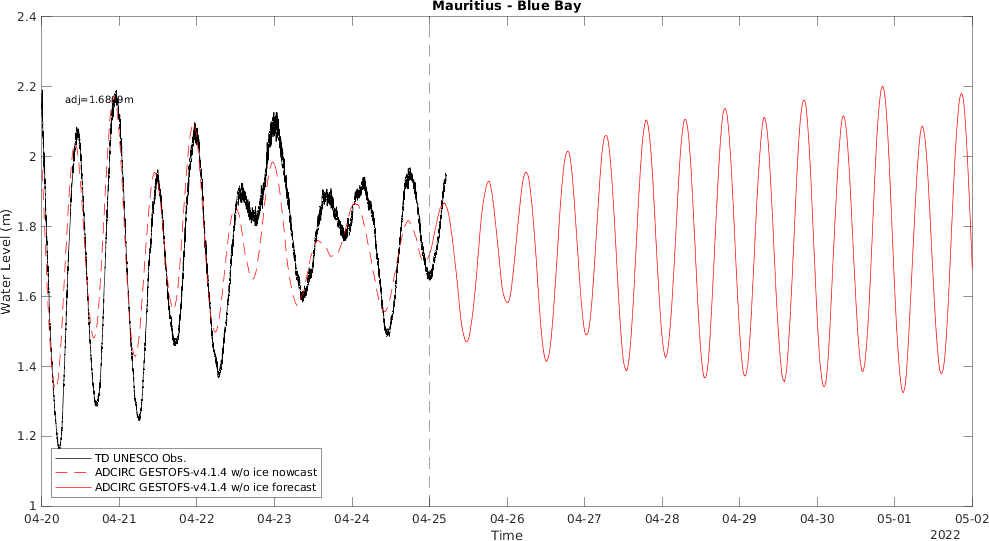 Mauritius - Blue Bay
2.4
2.2
2
1.8
1.6
1.4
1.2
1
Water Level (m)
TD UNESCO Obs.
ADCIRC GESTOFS-v4.1.4 w/o ice nowcast
ADCIRC GESTOFS-v4.1.4 w/o ice forecast
04-20 04-21 04-22 04-23 04-24 04-25 04-26 04-27 04-28 04-29 04-30 05-01 05-02
Time
2022